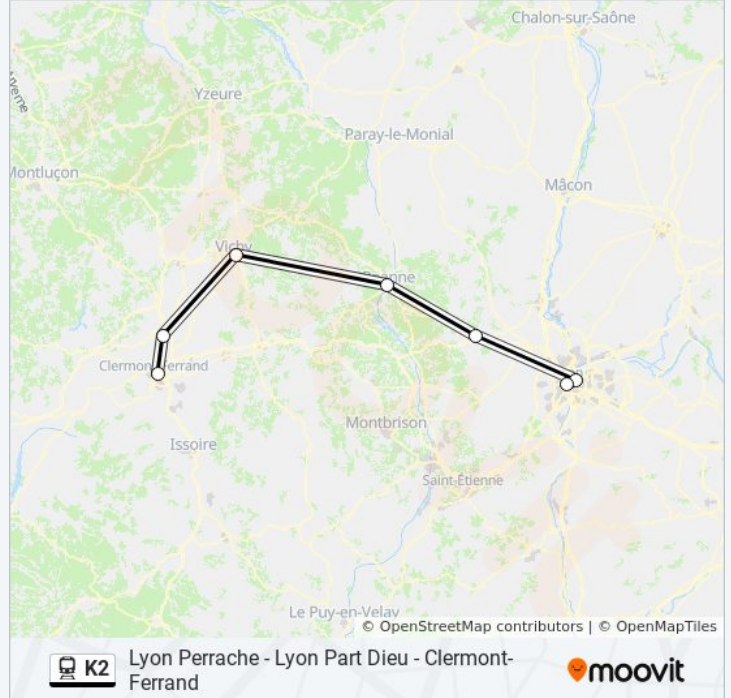 Chalon-sur-Saône
Yzeure
Paray-le-Monial
Montluçon
Mâcon
Vichy
Clermont-Ferrand
Montbrison
Issoire
Saint-Étienne
Le Puy-en-Velay
© OpenStreetMap contributors | © OpenMapTiles
K2
Lyon Perrache - Lyon Part Dieu - Clermont-
Ferrand
moovit